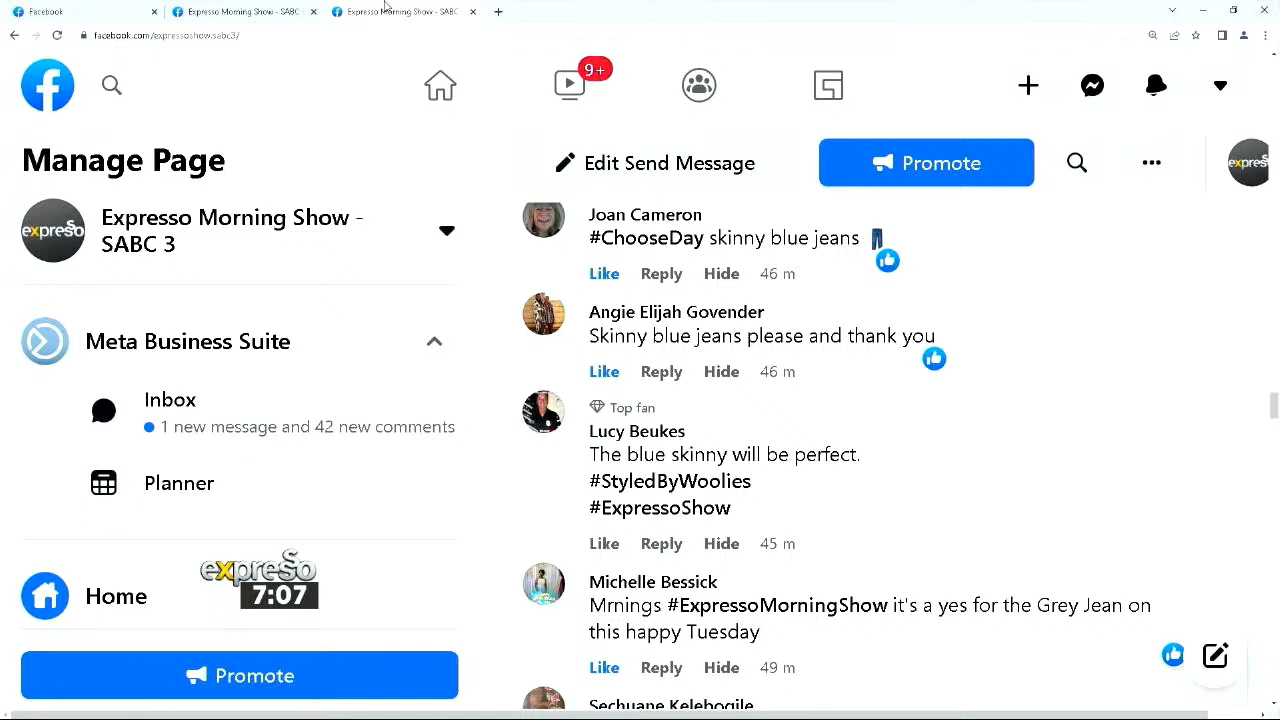 Facebook
Expresso Morning Show - SABC
Expresso Morning Show - SABC
facebook.com/expressoshow.sabc3/
9+
Manage Page
Edit Send Message
Promote
expresso
expresso
Expresso Morning Show -
SABC 3
Meta Business Suite
Inbox
1 new message and 42 new comments
Planner
Home
expresso
7:07
Promote
Joan Cameron
#ChooseDay skinny blue jeans
Like Reply Hide 46 m
Angie Elijah Govender
Skinny blue jeans please and thank you
Like Reply Hide 46 m
Top fan
Lucy Beukes
The blue skinny will be perfect.
#StyledByWoolies
#ExpressoShow
Like Reply Hide 45 m
Michelle Bessick
Mrnings #ExpressoMorningShow it's a yes for the Grey Jean on
this happy Tuesday
Like Reply Hide 49 m
Sechuane Kelebogile